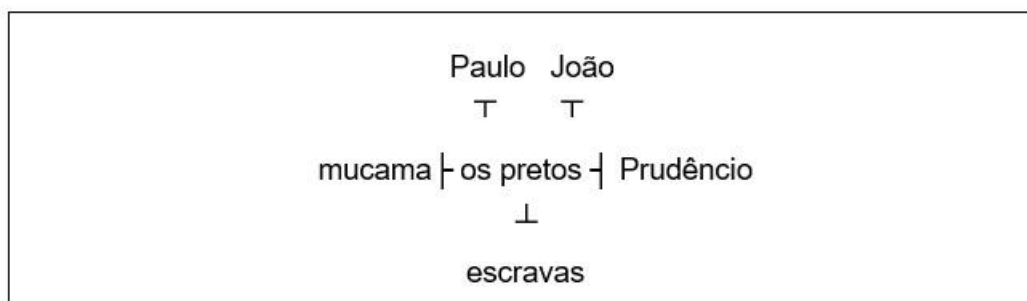 Paulo João
┬ ┬
mucama ├ os pretos ┤ Prudêncio
┴
escravas